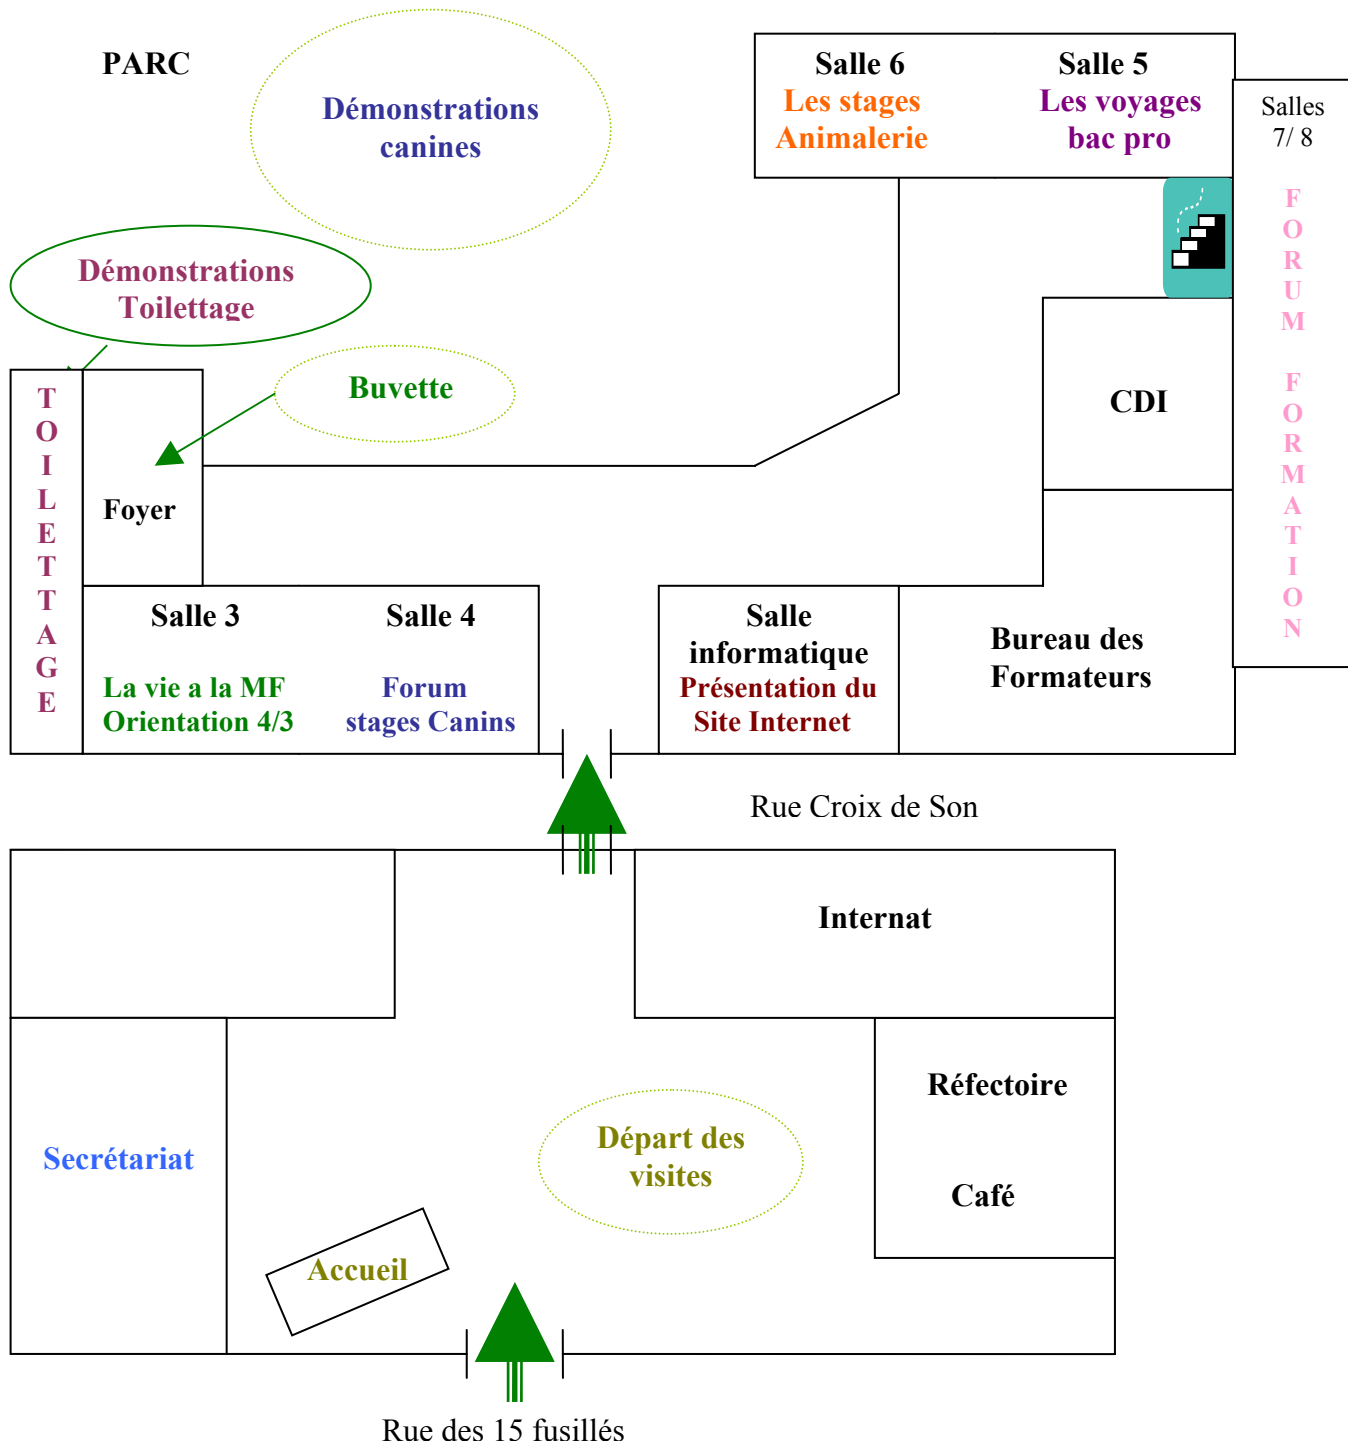 PARC
Démonstrations
canines
Salle 6
Les stages
Animalerie
Salle 5
Les voyages
bac pro
Salles
7/ 8
FORUM FORMATION
Démonstrations
Toilettage
Buvette
TOILETTAGE
Foyer
CDI
Salle 3
La vie a la MF
Orientation 4/3
Salle 4
Forum
stages Canins
Salle
informatique
Présentation du
Site Internet
Bureau des
Formateurs
Rue Croix de Son
Internat
Réfectoire
Café
Secrétariat
Départ des
visites
Accueil
Rue des 15 fusillés